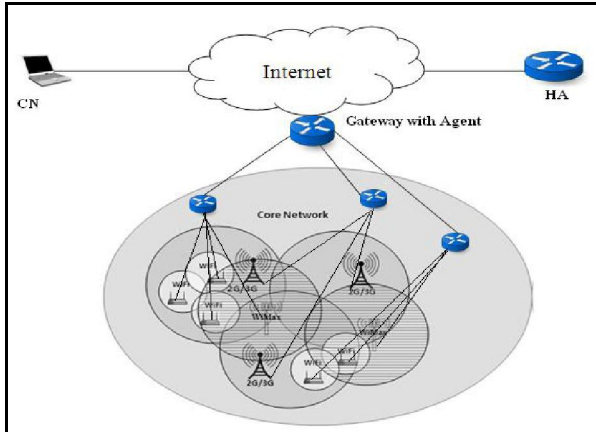 Internet
CN
HA
Gateway with Agent
Core Network
WiFi
WiFi
2G/3G
2G/3G
WiFi
WiMax
WiMax
WiFi
WiFi
2G/3G